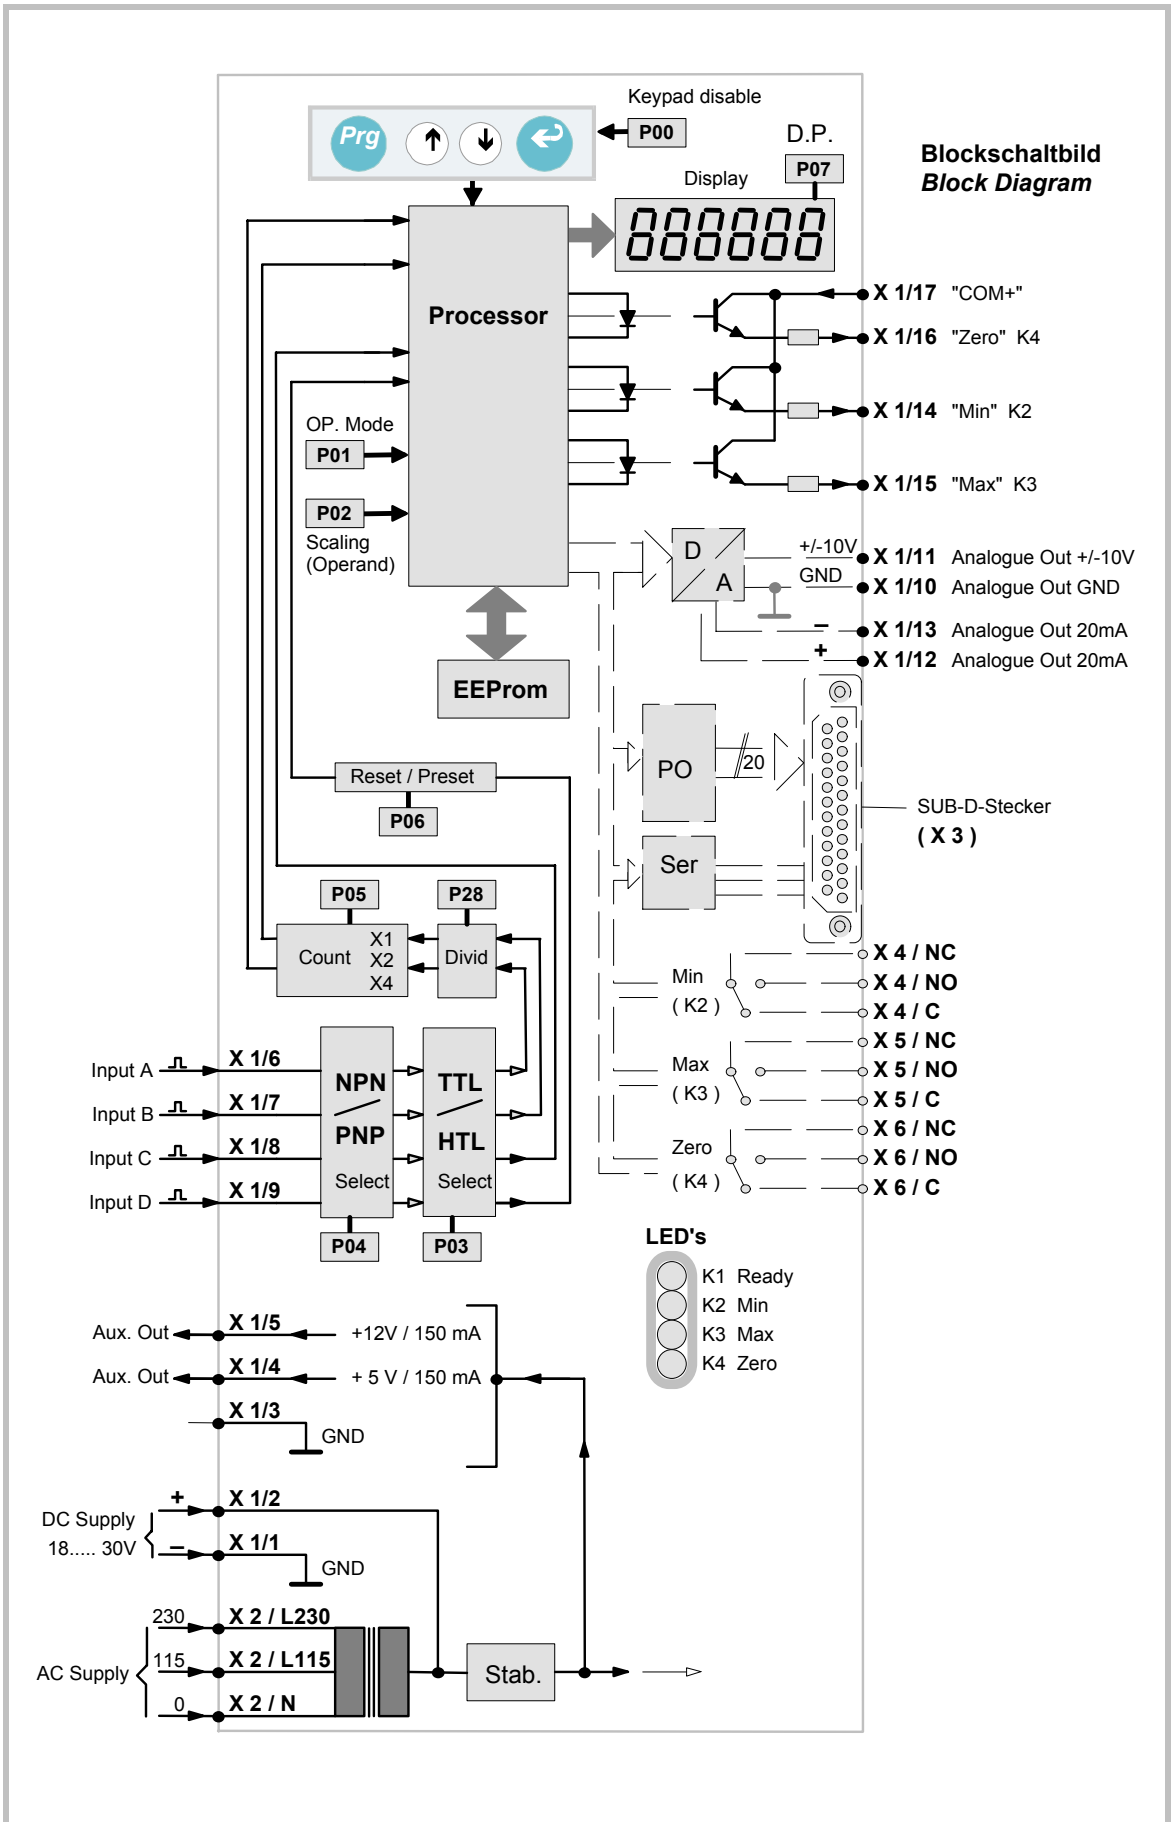 Keypad disable
Prg
P00
D.P.
P07
Blockschaltbild
Block Diagram
Display
888888
Processor
X 1/17 "COM+"
X 1/16 "Zero" K4
X 1/14 "Min" K2
X 1/15 "Max" K3
OP. Mode
P01
P02
Scaling
(Operand)
D
A
+/-10V
X 1/11 Analogue Out +/-10V
GND
X 1/10 Analogue Out GND
–
X 1/13 Analogue Out 20mA
+
X 1/12 Analogue Out 20mA
EEProm
PO
20
Reset / Preset
P06
SUB-D-Stecker
( X 3 )
Ser
P05
P28
Count
X1
X2
X4
Divid
X 4 / NC
Min
( K2 )
X 4 / NO
X 4 / C
X 5 / NC
Max
( K3 )
X 5 / NO
X 5 / C
X 6 / NC
Zero
( K4 )
X 6 / NO
X 6 / C
Input A X 1/6
Input B X 1/7
Input C X 1/8
Input D X 1/9
NPN
PNP
Select
TTL
HTL
Select
P04
P03
LED's
K1 Ready
K2 Min
K3 Max
K4 Zero
Aux. Out X 1/5 +12V / 150 mA
Aux. Out X 1/4 + 5 V / 150 mA
X 1/3
GND
DC Supply
18..... 30V
+ X 1/2
– X 1/1
GND
AC Supply
230 X 2 / L230
115 X 2 / L115
0 X 2 / N
Stab.